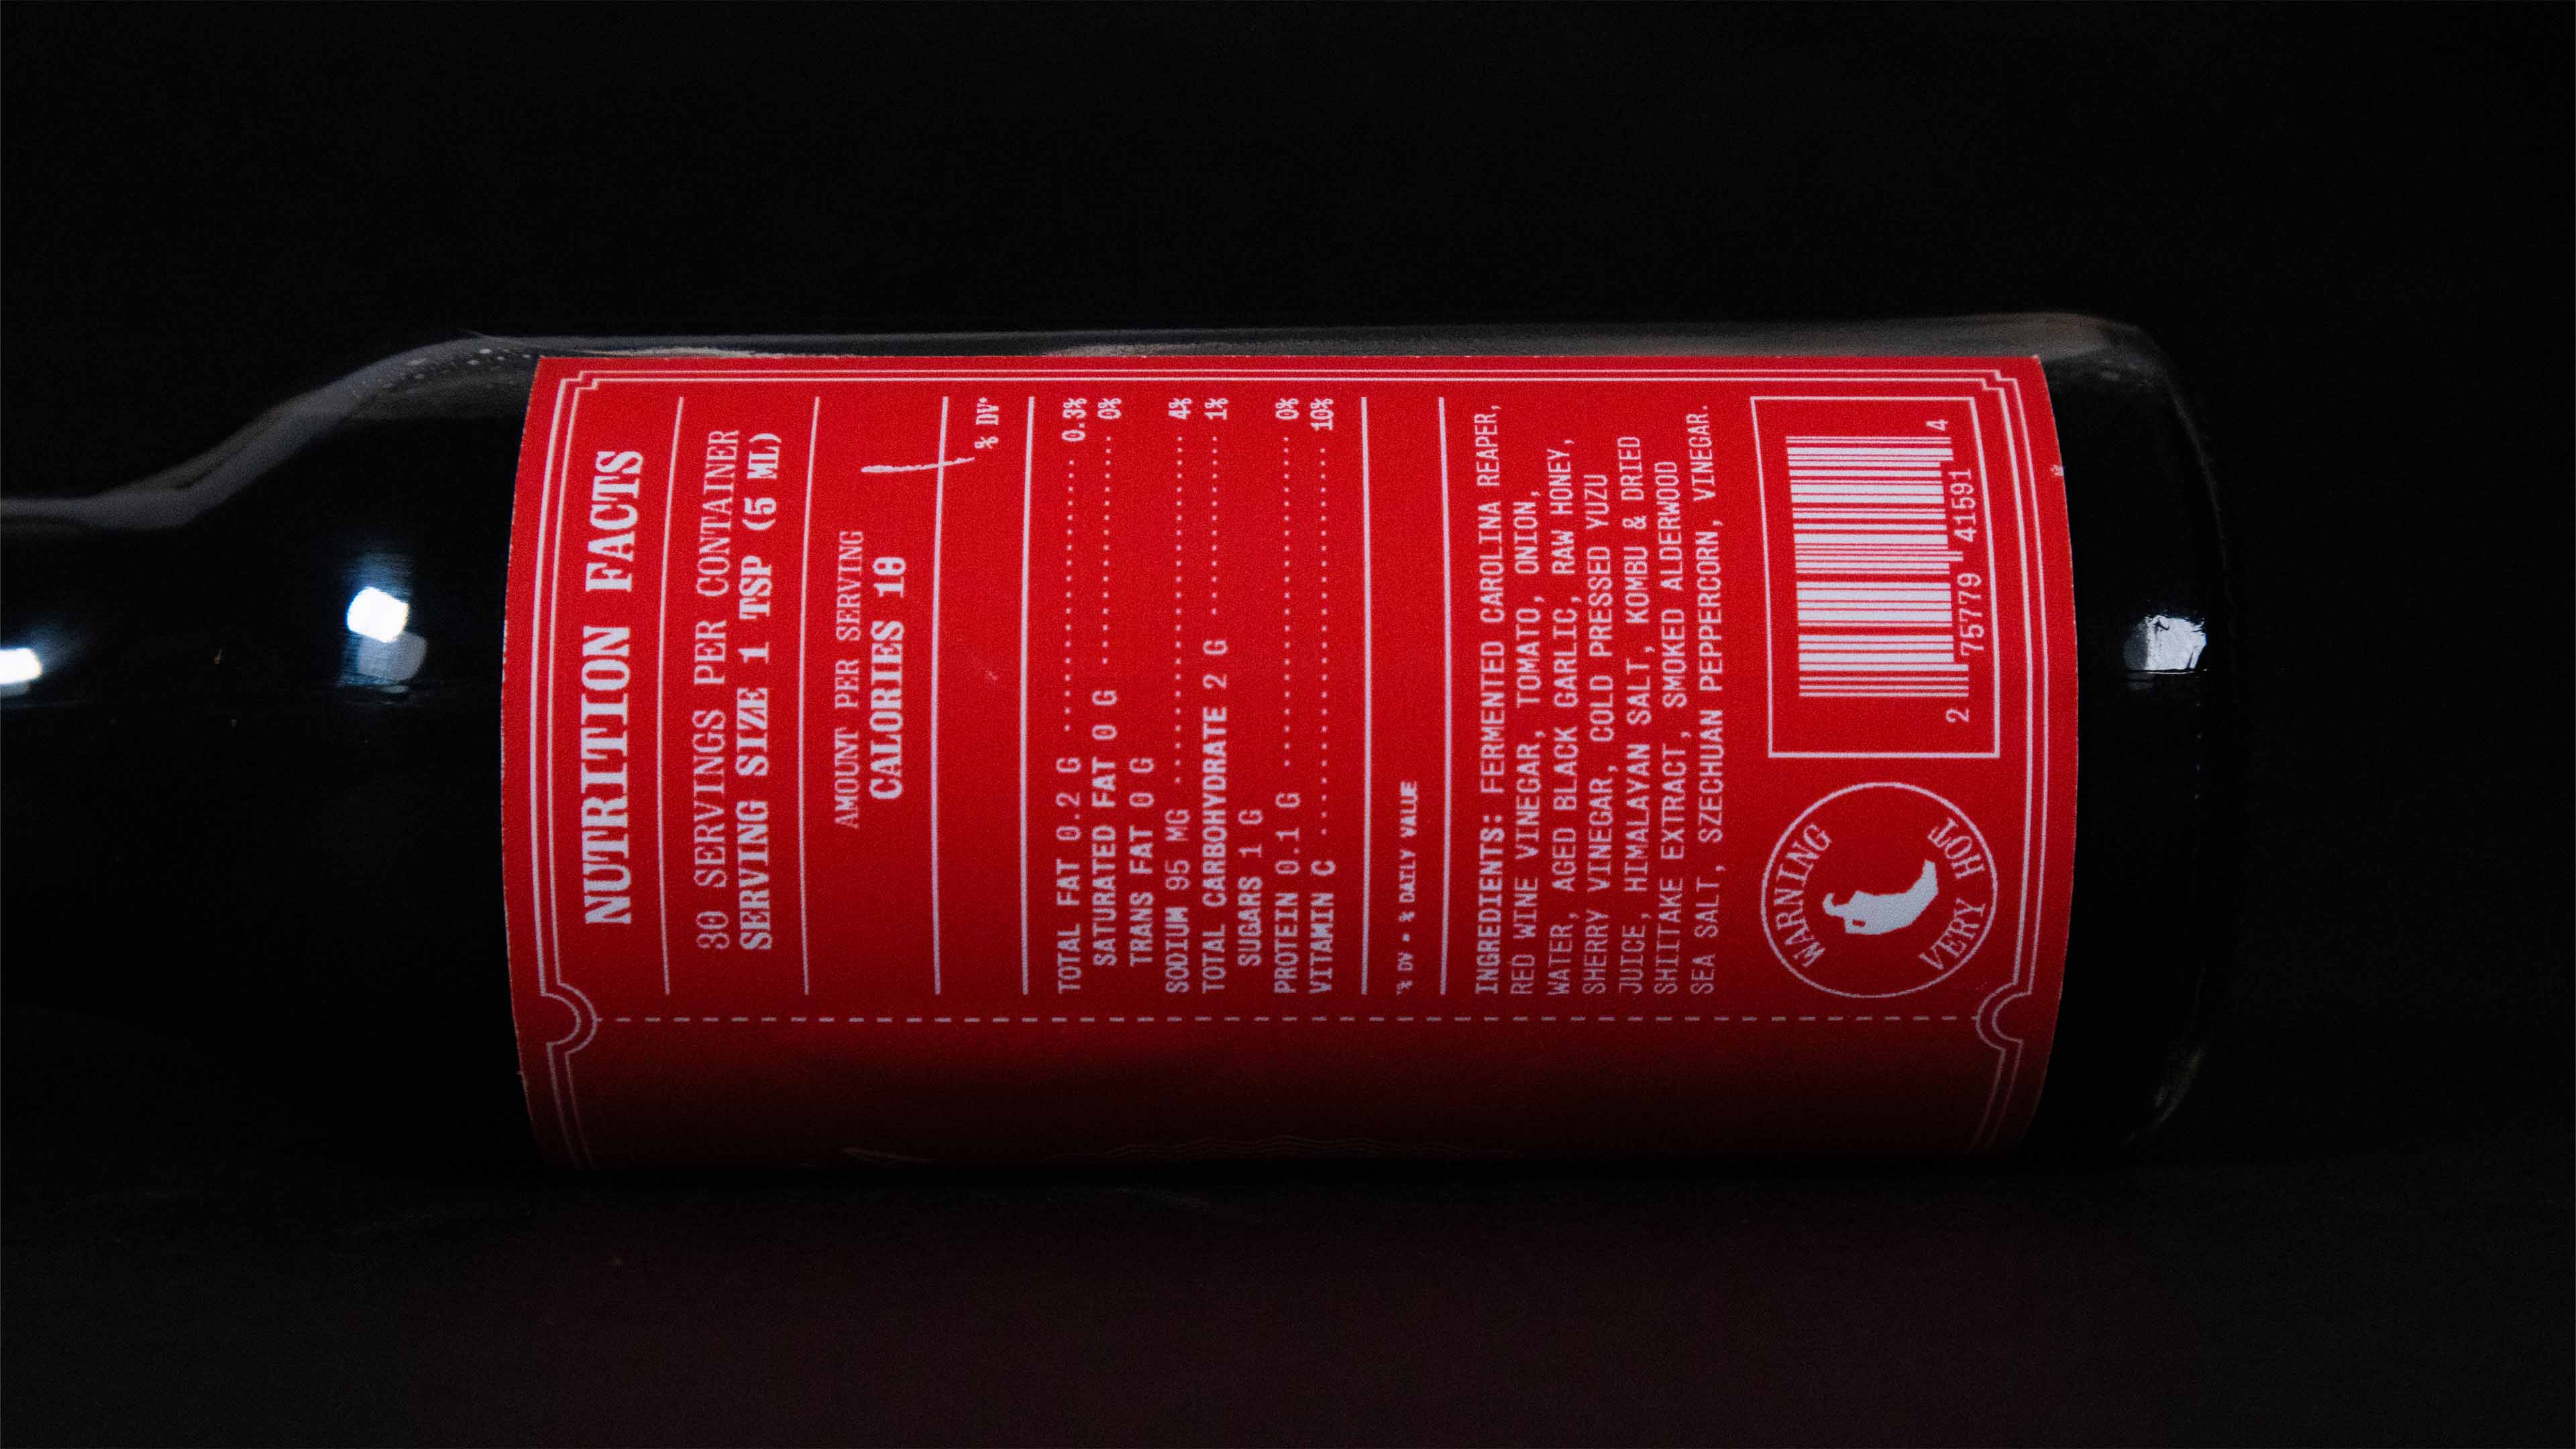 NUTRITION FACTS
30 SERVINGS PER CONTAINER
SERVING SIZE 1 TSP (5 ML)
AMOUNT PER SERVING
CALORIES 10
% DV*
TOTAL FAT 0.2 G 0.3%
SATURATED FAT 0 G 0%
TRANS FAT 0 G
SODIUM 95 MG 4%
TOTAL CARBOHYDRATE 2 G 1%
SUGARS 1 G
PROTEIN 0.1 G 0%
VITAMIN C 10%
*% DV = % DAILY VALUE
INGREDIENTS: FERMENTED CAROLINA REAPER,
RED WINE VINEGAR, TOMATO, ONION,
WATER, AGED BLACK GARLIC, RAW HONEY,
SHERRY VINEGAR, COLD PRESSED YUZU
JUICE, HIMALAYAN SALT, KOMBU & DRIED
SHIITAKE EXTRACT, SMOKED ALDERWOOD
SEA SALT, SZECHUAN PEPPERCORN, VINEGAR.
WARNING
VERY HOT
2 75779 41591 4